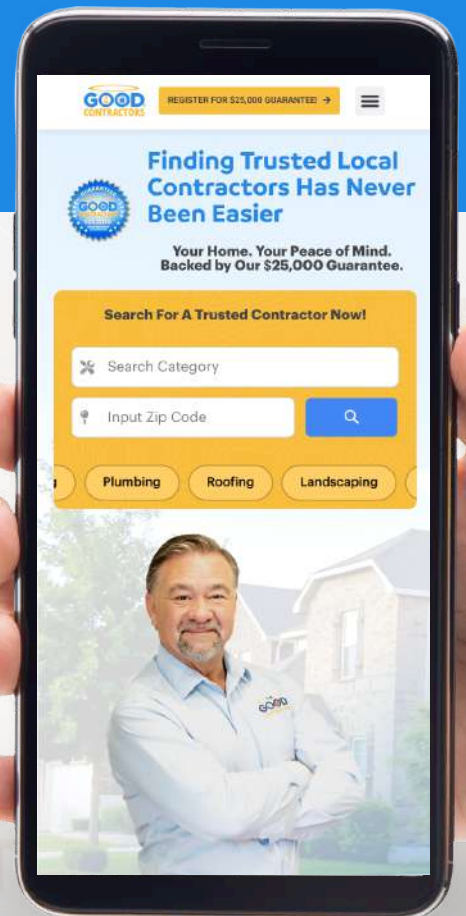 GOOD
CONTRACTORS
REGISTER FOR $25,000 GUARANTEE! →
Finding Trusted Local
Contractors Has Never
Been Easier
GOOD
Your Home. Your Peace of Mind.
Backed by Our $25,000 Guarantee.
Search For A Trusted Contractor Now!
Search Category
Input Zip Code
Plumbing
Roofing
Landscaping
GOOD